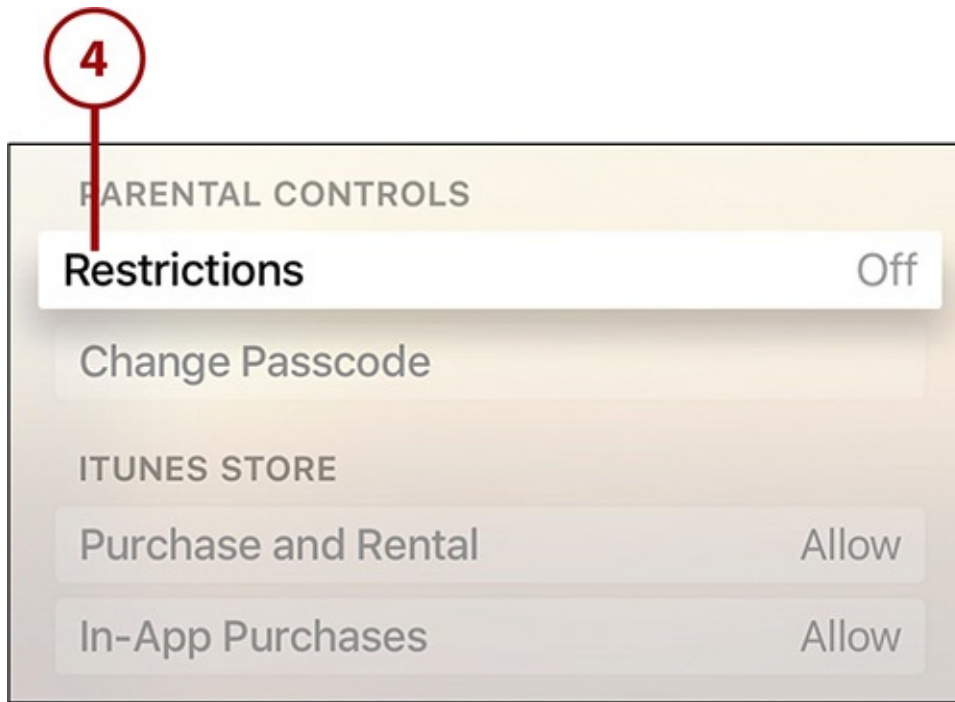 4
PARENTAL CONTROLS
Restrictions Off
Change Passcode
ITUNES STORE
Purchase and Rental Allow
In-App Purchases Allow